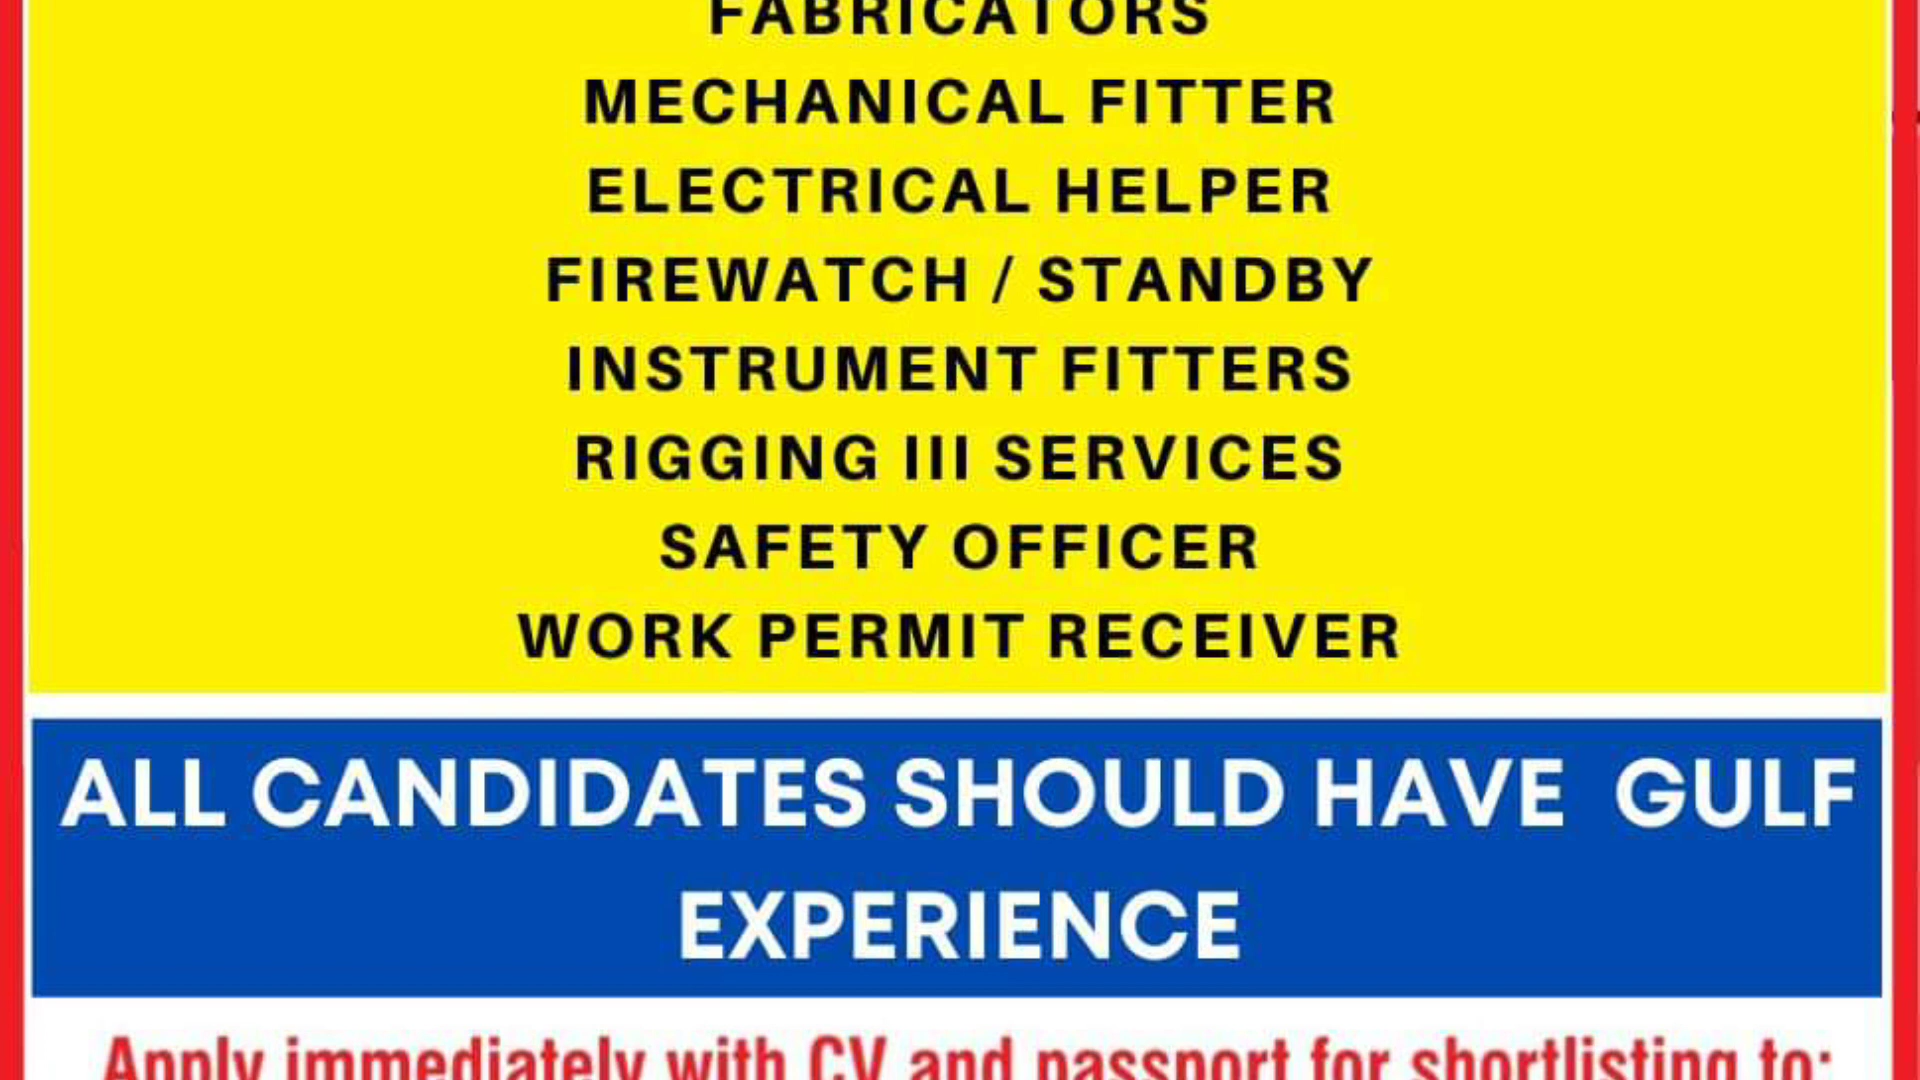 FABRICATORS
MECHANICAL FITTER
ELECTRICAL HELPER
FIREWATCH / STANDBY
INSTRUMENT FITTERS
RIGGING III SERVICES
SAFETY OFFICER
WORK PERMIT RECEIVER
ALL CANDIDATES SHOULD HAVE GULF
EXPERIENCE
Apply immediately with CV and passport for shortlisting to: